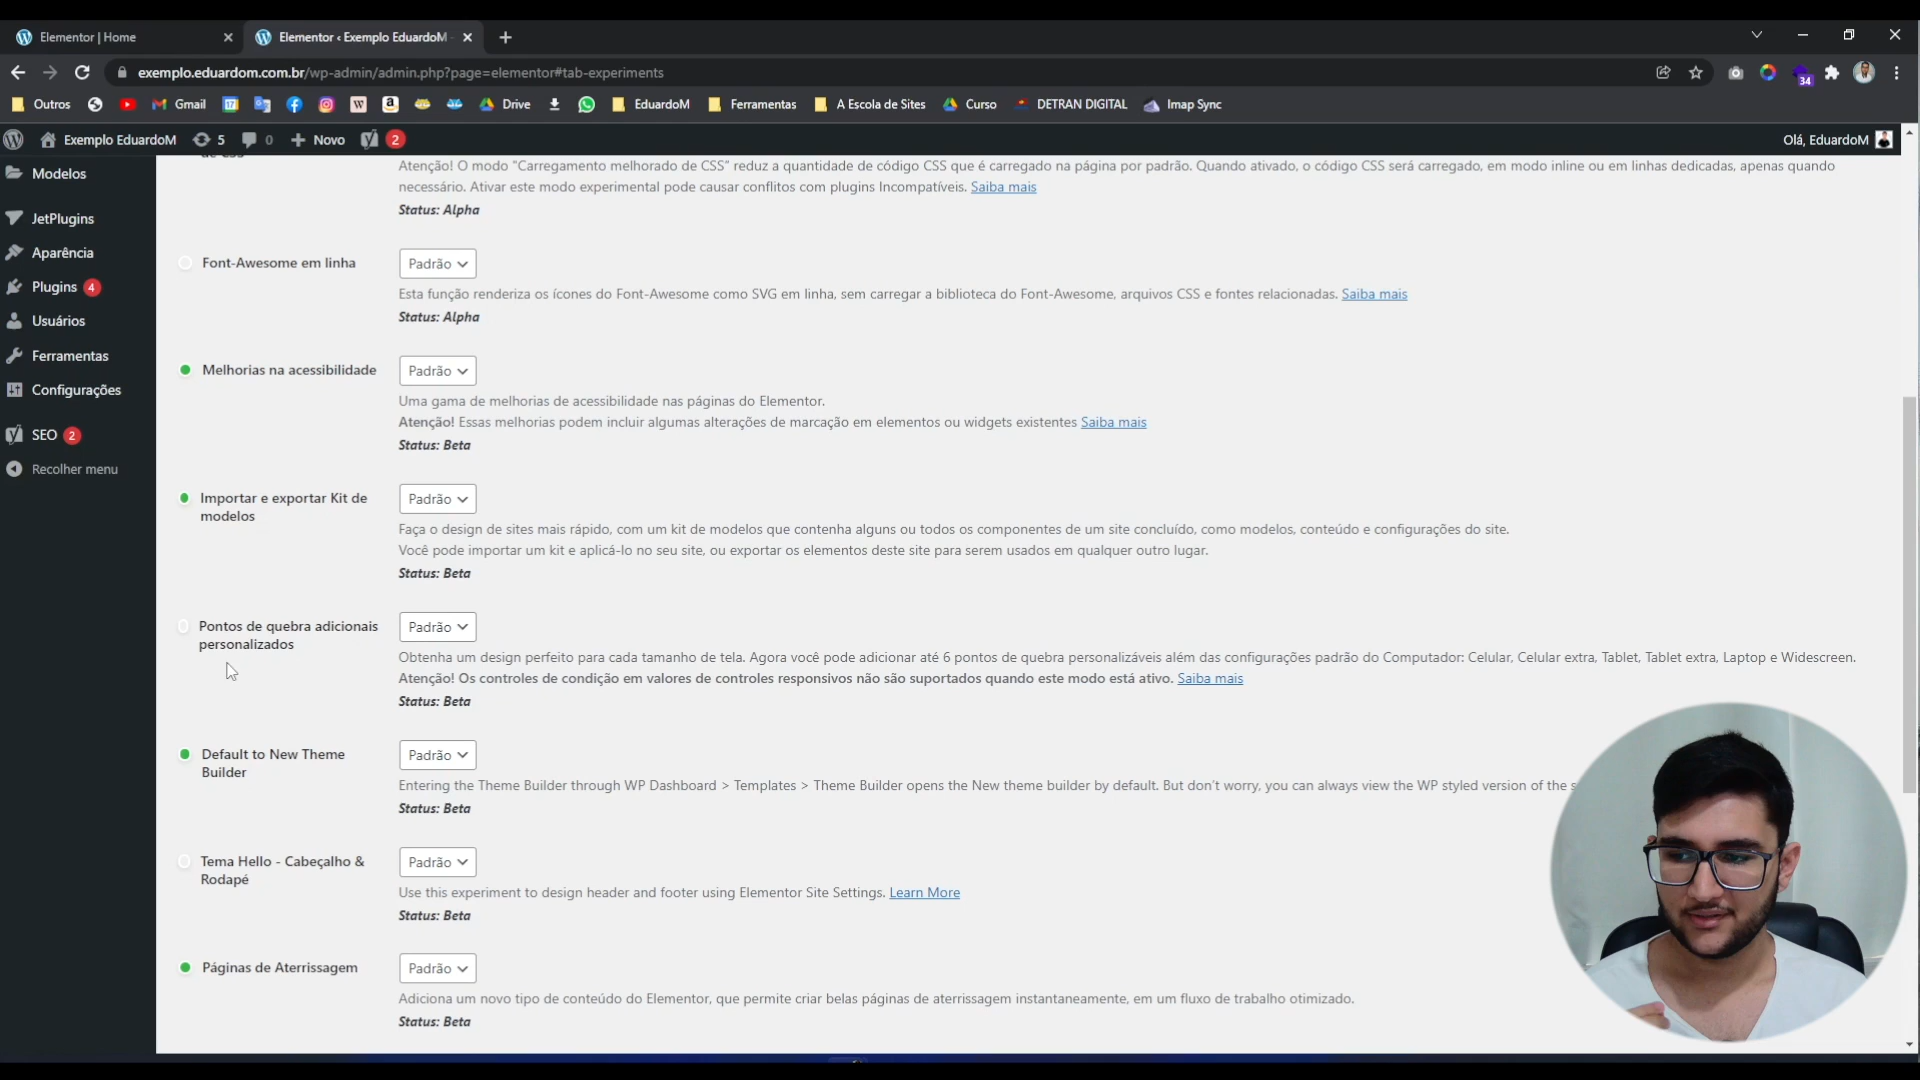 Elementor | Home
Elementor ‹ Exemplo EduardoM -
exemplo.eduardom.com.br/wp-admin/admin.php?page=elementor#tab-experiments
34
Outros
Gmail
Drive
EduardoM
Ferramentas
A Escola de Sites
Curso
DETRAN DIGITAL
Imap Sync
Exemplo EduardoM
5
0
Novo
2
Olá, EduardoM
Modelos
JetPlugins
Aparência
Plugins 4
Usuários
Ferramentas
Configurações
SEO 2
Recolher menu
de CSS
Atenção! O modo "Carregamento melhorado de CSS" reduz a quantidade de código CSS que é carregado na página por padrão. Quando ativado, o código CSS será carregado, em modo inline ou em linhas dedicadas, apenas quando
necessário. Ativar este modo experimental pode causar conflitos com plugins Incompatíveis. Saiba mais
Status: Alpha
Font-Awesome em linha
Padrão
Esta função renderiza os ícones do Font-Awesome como SVG em linha, sem carregar a biblioteca do Font-Awesome, arquivos CSS e fontes relacionadas. Saiba mais
Status: Alpha
Melhorias na acessibilidade
Padrão
Uma gama de melhorias de acessibilidade nas páginas do Elementor.
Atenção! Essas melhorias podem incluir algumas alterações de marcação em elementos ou widgets existentes Saiba mais
Status: Beta
Importar e exportar Kit de
modelos
Padrão
Faça o design de sites mais rápido, com um kit de modelos que contenha alguns ou todos os componentes de um site concluído, como modelos, conteúdo e configurações do site.
Você pode importar um kit e aplicá-lo no seu site, ou exportar os elementos deste site para serem usados em qualquer outro lugar.
Status: Beta
Pontos de quebra adicionais
personalizados
Padrão
Obtenha um design perfeito para cada tamanho de tela. Agora você pode adicionar até 6 pontos de quebra personalizáveis além das configurações padrão do Computador: Celular, Celular extra, Tablet, Tablet extra, Laptop e Widescreen.
Atenção! Os controles de condição em valores de controles responsivos não são suportados quando este modo está ativo. Saiba mais
Status: Beta
Default to New Theme
Builder
Padrão
Entering the Theme Builder through WP Dashboard > Templates > Theme Builder opens the New theme builder by default. But don't worry, you can always view the WP styled version of the s
Status: Beta
Tema Hello - Cabeçalho &
Rodapé
Padrão
Use this experiment to design header and footer using Elementor Site Settings. Learn More
Status: Beta
Páginas de Aterrissagem
Padrão
Adiciona um novo tipo de conteúdo do Elementor, que permite criar belas páginas de aterrissagem instantaneamente, em um fluxo de trabalho otimizado.
Status: Beta